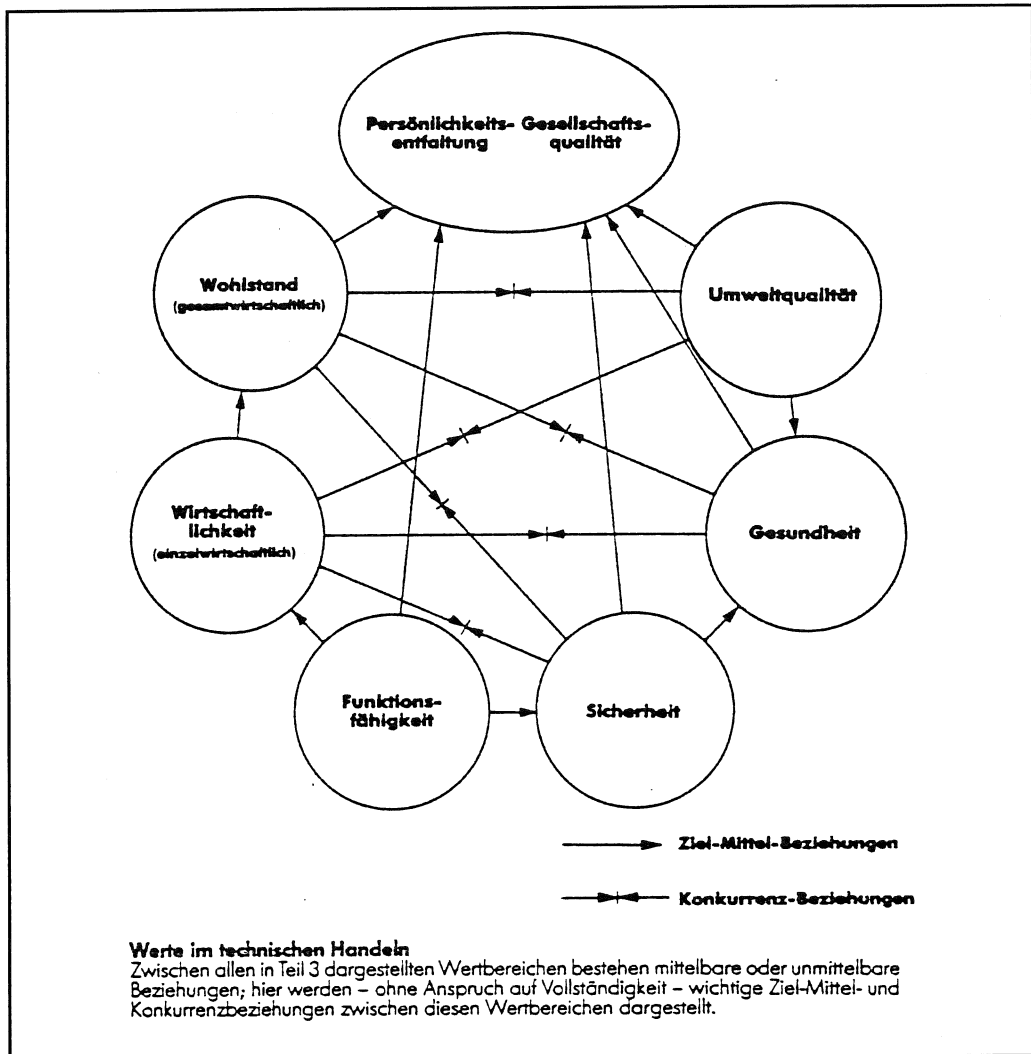 Persönlichkeits- Gesellschafts-
entfaltung qualität
Wohlstand
(gesamtwirtschaftlich)
Umweltqualität
Wirtschaft-
lichkeit
(einzelwirtschaftlich)
Gesundheit
Funktions-
fähigkeit
Sicherheit
Ziel-Mittel-Beziehungen
Konkurrenz-Beziehungen
Werte im technischen Handeln
Zwischen allen in Teil 3 dargestellten Wertbereichen bestehen mittelbare oder unmittelbare
Beziehungen; hier werden – ohne Anspruch auf Vollständigkeit – wichtige Ziel-Mittel- und
Konkurrenzbeziehungen zwischen diesen Wertbereichen dargestellt.